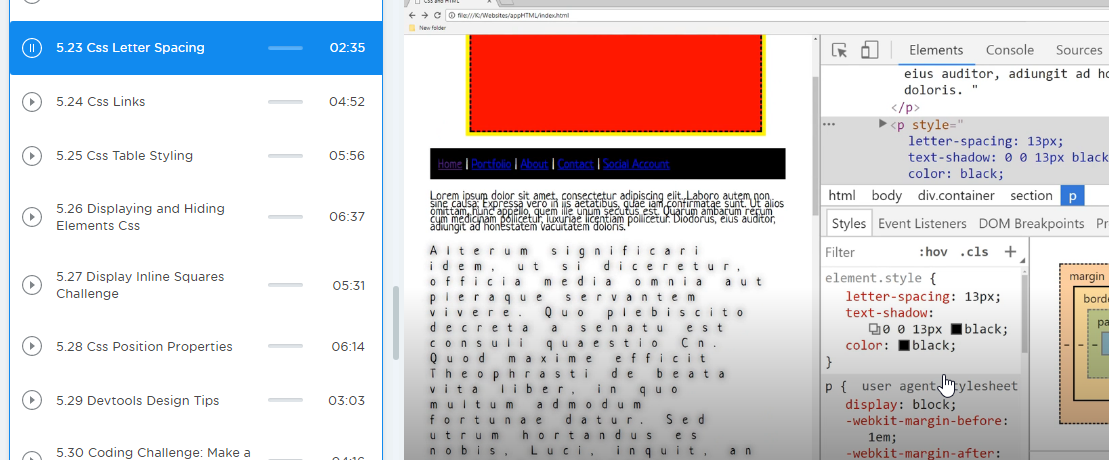 5.23 Css Letter Spacing 02:35
5.24 Css Links 04:52
5.25 Css Table Styling 05:56
5.26 Displaying and Hiding
Elements Css 06:37
5.27 Display Inline Squares
Challenge 05:31
5.28 Css Position Properties 06:14
5.29 Devtools Design Tips 03:03
5.30 Coding Challenge: Make a
Css and HTML
file:///K:/Websites/appHTML/index.html
New folder
Home | Portfolio | About | Contact | Social Account
Lorem ipsum dolor sit amet, consectetur adipiscing elit. Laboro autem non
sine causa; Expressa vero in iis aetatibus, quae iam confirmatae sunt. Ut alios
omittam, hunc appello, quem ille unum secutus est. Quarum ambarum rerum
cum medicinam pollicetur, luxuriae licentiam pollicetur. Diodorus, eius auditor,
adiungit ad honestatem vacuitatem doloris.
Alterum significari
idem, ut si diceretur,
officia media omnia aut
pleraque servantem
vivere. Quo plebiscito
decreta a senatu est
consuli quaestio Cn.
Quod maxime efficit
Theophrasti de beata
vita liber, in quo
multum admodum
fortunae datur. Sed
utrum hortandus es
nobis, Luci, inquit, an
Elements Console Sources
eius auditor, adiungit ad ho
doloris. "
</p>
<p style="
letter-spacing: 13px;
text-shadow: 0 0 13px black
color: black;
html body div.container section p
Styles Event Listeners DOM Breakpoints Pr
Filter :hov .cls +
element.style {
letter-spacing: 13px;
text-shadow:
0 0 13px black;
color: black;
}
p { user agent stylesheet
display: block;
-webkit-margin-before:
1em;
-webkit-margin-after:
margin
borde
pa